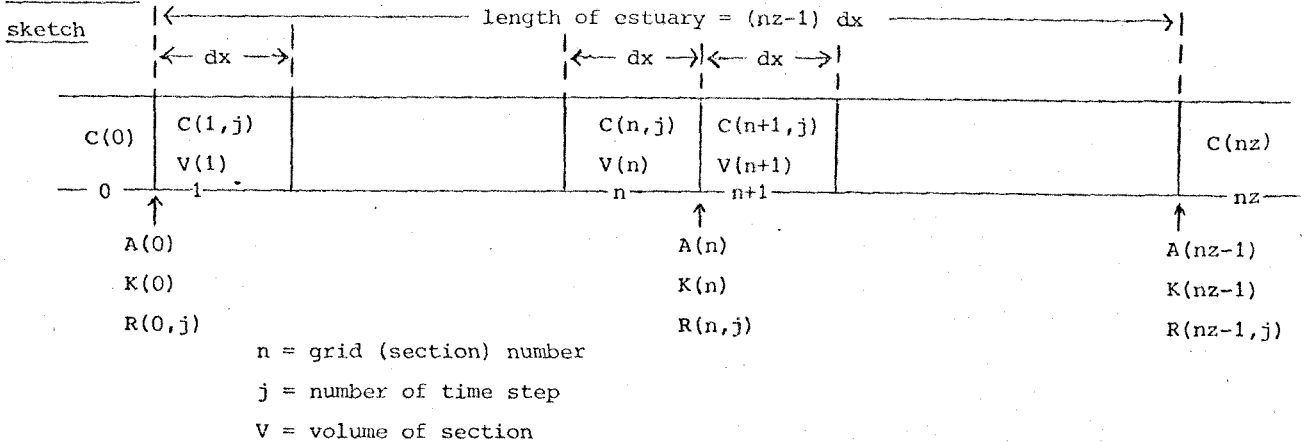 sketch
length of estuary = (nz-1) dx
dx dx dx
C(0) C(1,j) C(n,j) C(n+1,j) C(nz)
V(1) V(n) V(n+1)
0 1 n n+1 nz
A(0) A(n) A(nz-1)
K(0) K(n) K(nz-1)
R(0,j) R(n,j) R(nz-1,j)
n = grid (section) number
j = number of time step
V = volume of section